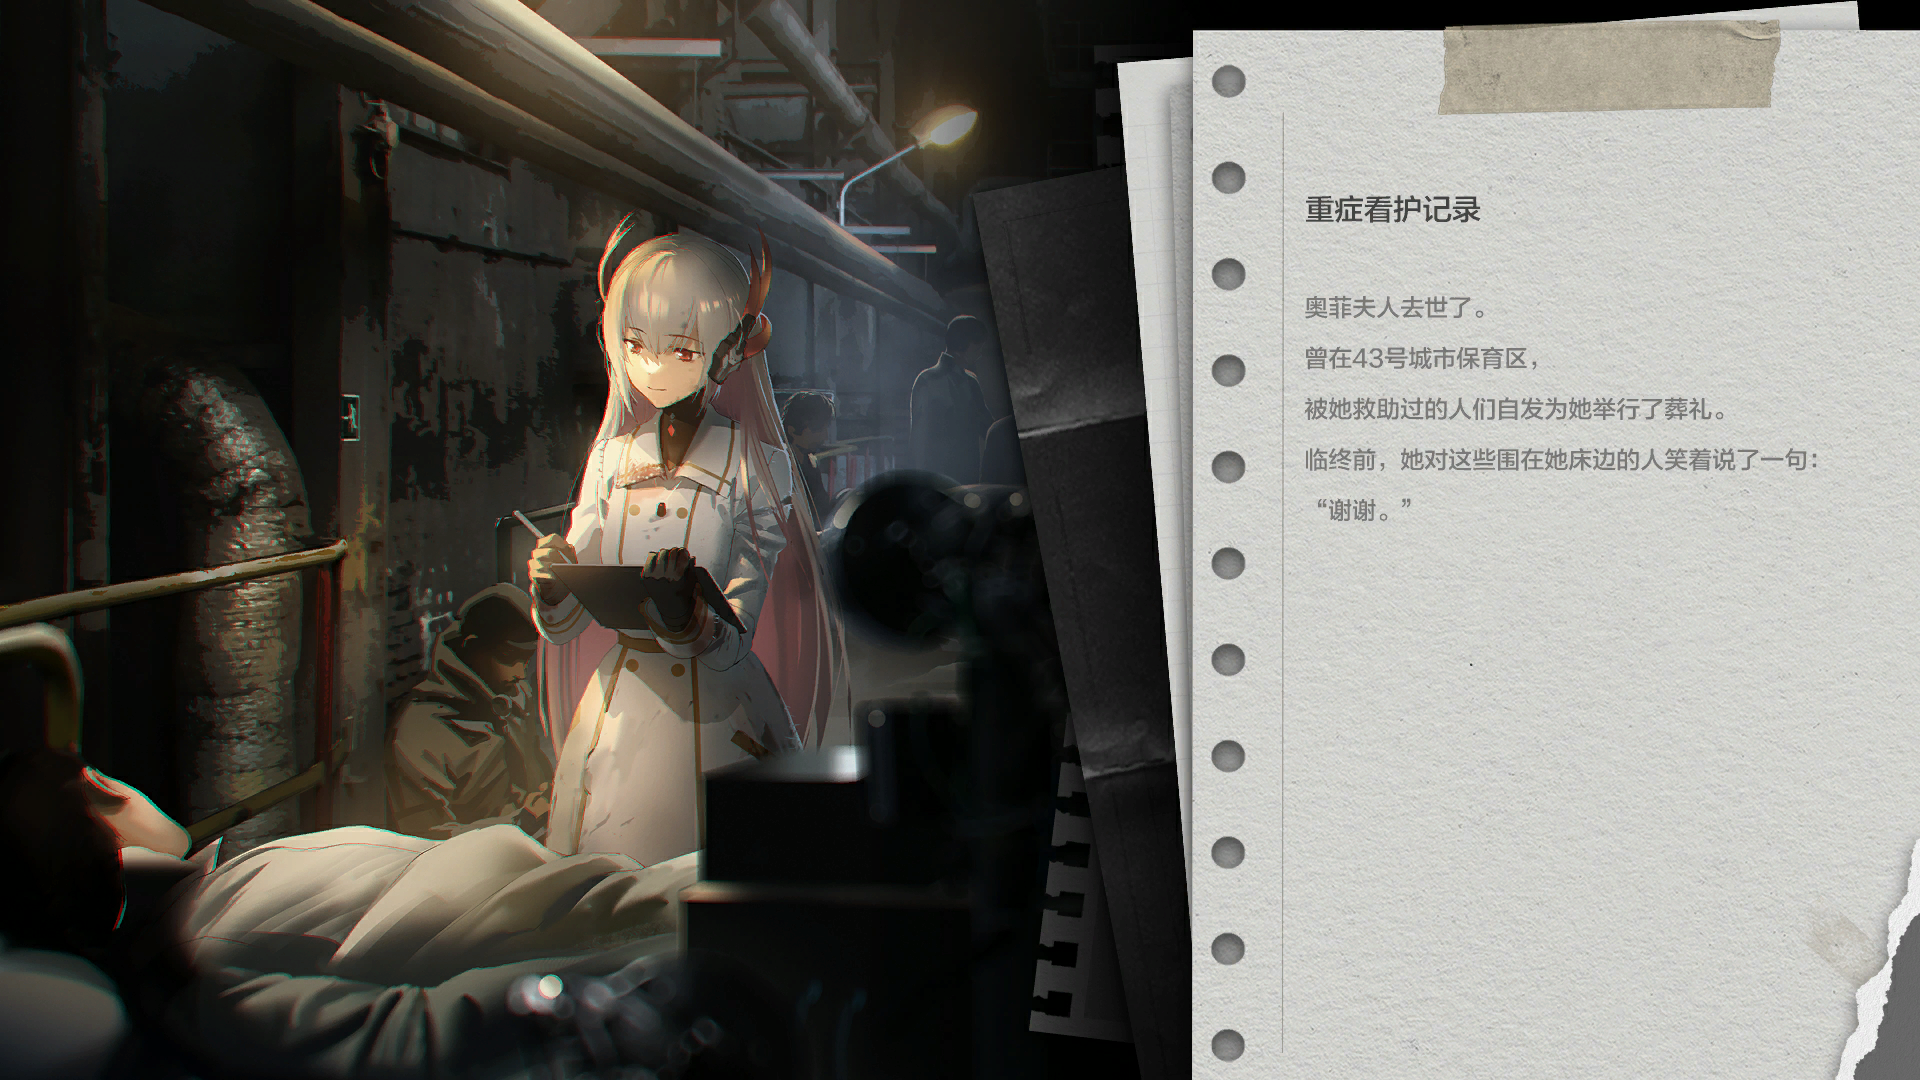 重症看护记录
奥菲夫人去世了。
曾在43号城市保育区，
被她救助过的人们自发为她举行了葬礼。
临终前，她对这些围在她床边的人笑着说了一句：
“谢谢。”